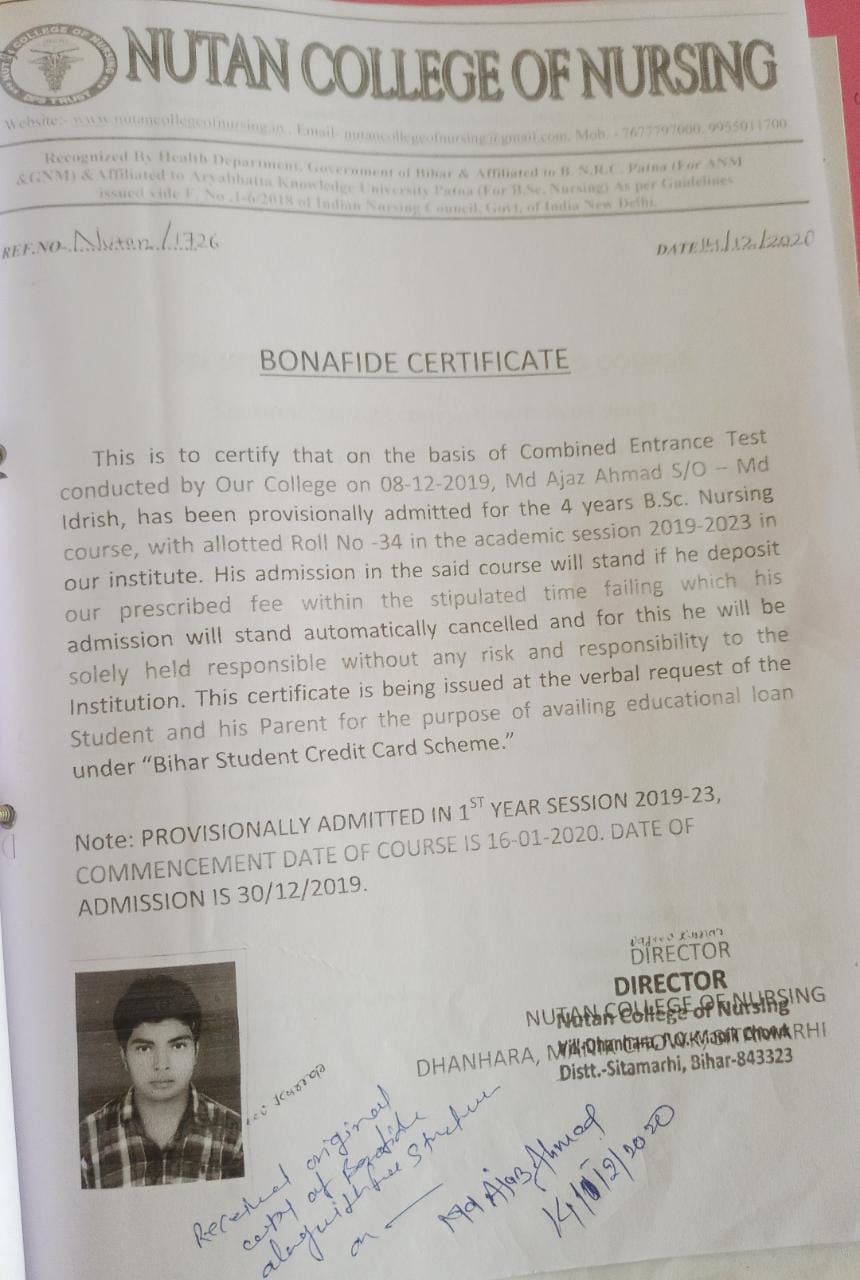 NUTAN COLLEGE OF NURSING
Website:- www.nutancollegeofnursing.in , Email- nutancollegeofnursing@gmail.com, Mob. - 7677797000, 9955011700
Recognized By Health Department, Government of Bihar & Affiliated to B. N.R.C. Patna (For ANM
&GNM) & Affiliated to Aryabhatta Knowledge University Patna (For B.Sc. Nursing) As per Guidelines
issued vide F. No .1-6/2018 of Indian Nursing Council, Govt. of India New Delhi.
REF.NO- Nutan/1326
DATE 14/12/2020
BONAFIDE CERTIFICATE
This is to certify that on the basis of Combined Entrance Test
conducted by Our College on 08-12-2019, Md Ajaz Ahmad S/O – Md
Idrish, has been provisionally admitted for the 4 years B.Sc. Nursing
course, with allotted Roll No -34 in the academic session 2019-2023 in
our institute. His admission in the said course will stand if he deposit
our prescribed fee within the stipulated time failing which his
admission will stand automatically cancelled and for this he will be
solely held responsible without any risk and responsibility to the
Institution. This certificate is being issued at the verbal request of the
Student and his Parent for the purpose of availing educational loan
under “Bihar Student Credit Card Scheme.”
Note: PROVISIONALLY ADMITTED IN 1ST YEAR SESSION 2019-23,
COMMENCEMENT DATE OF COURSE IS 16-01-2020. DATE OF
ADMISSION IS 30/12/2019.
DIRECTOR
DIRECTOR
NUTAN COLLEGE OF NURSING
Nutan College of Nursing
DHANHARA,
Vill-Dhanhara, P.O.
Distt.-Sitamarhi, Bihar-843323
Received original
copy of Bonafide
alongwith fee Structure
on —
Md Ajaz Ahmad
14/12/2020